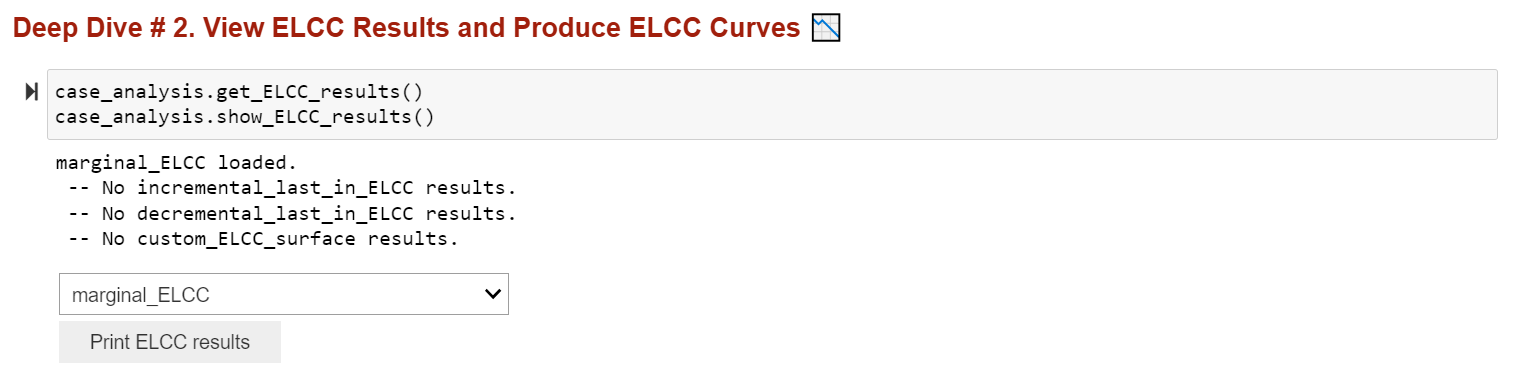 Deep Dive # 2. View ELCC Results and Produce ELCC Curves
case_analysis.get_ELCC_results()
case_analysis.show_ELCC_results()
marginal_ELCC loaded.
-- No incremental_last_in_ELCC results.
-- No decremental_last_in_ELCC results.
-- No custom_ELCC_surface results.
marginal_ELCC
Print ELCC results